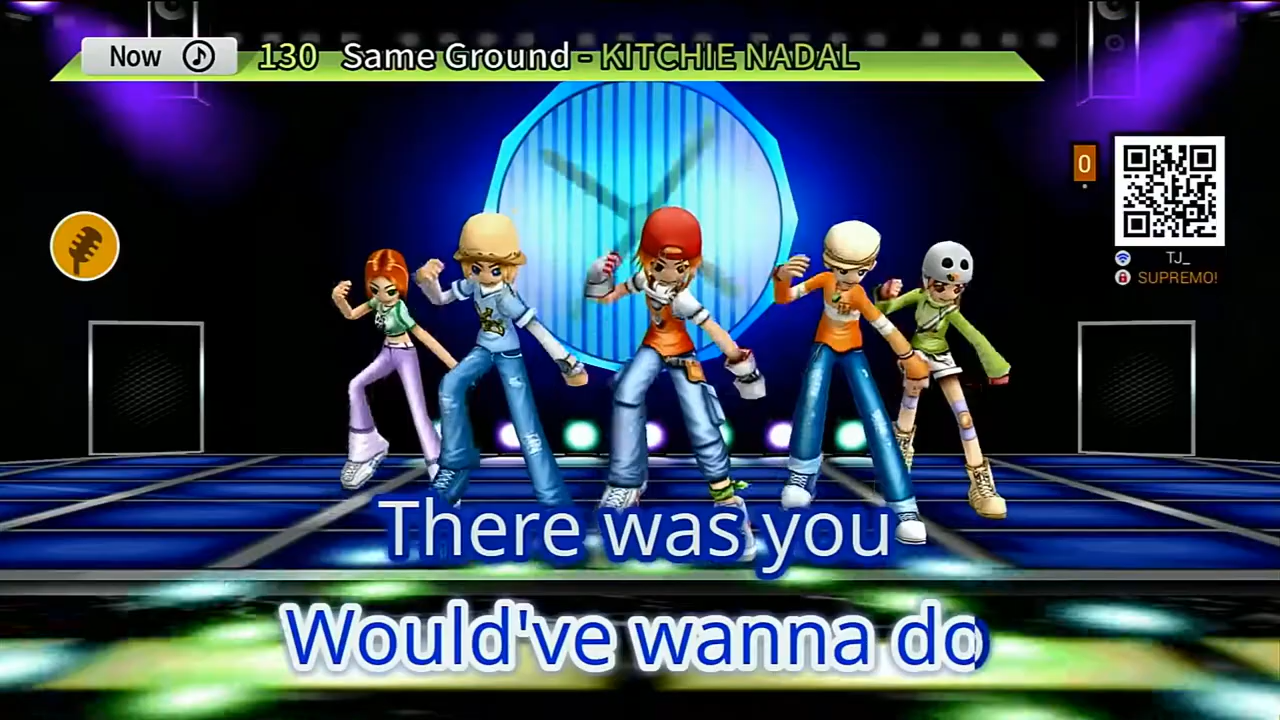 Now 130 Same Ground - KITCHIE NADAL
0
TJ_
SUPREMO!
There was you
Would've wanna do